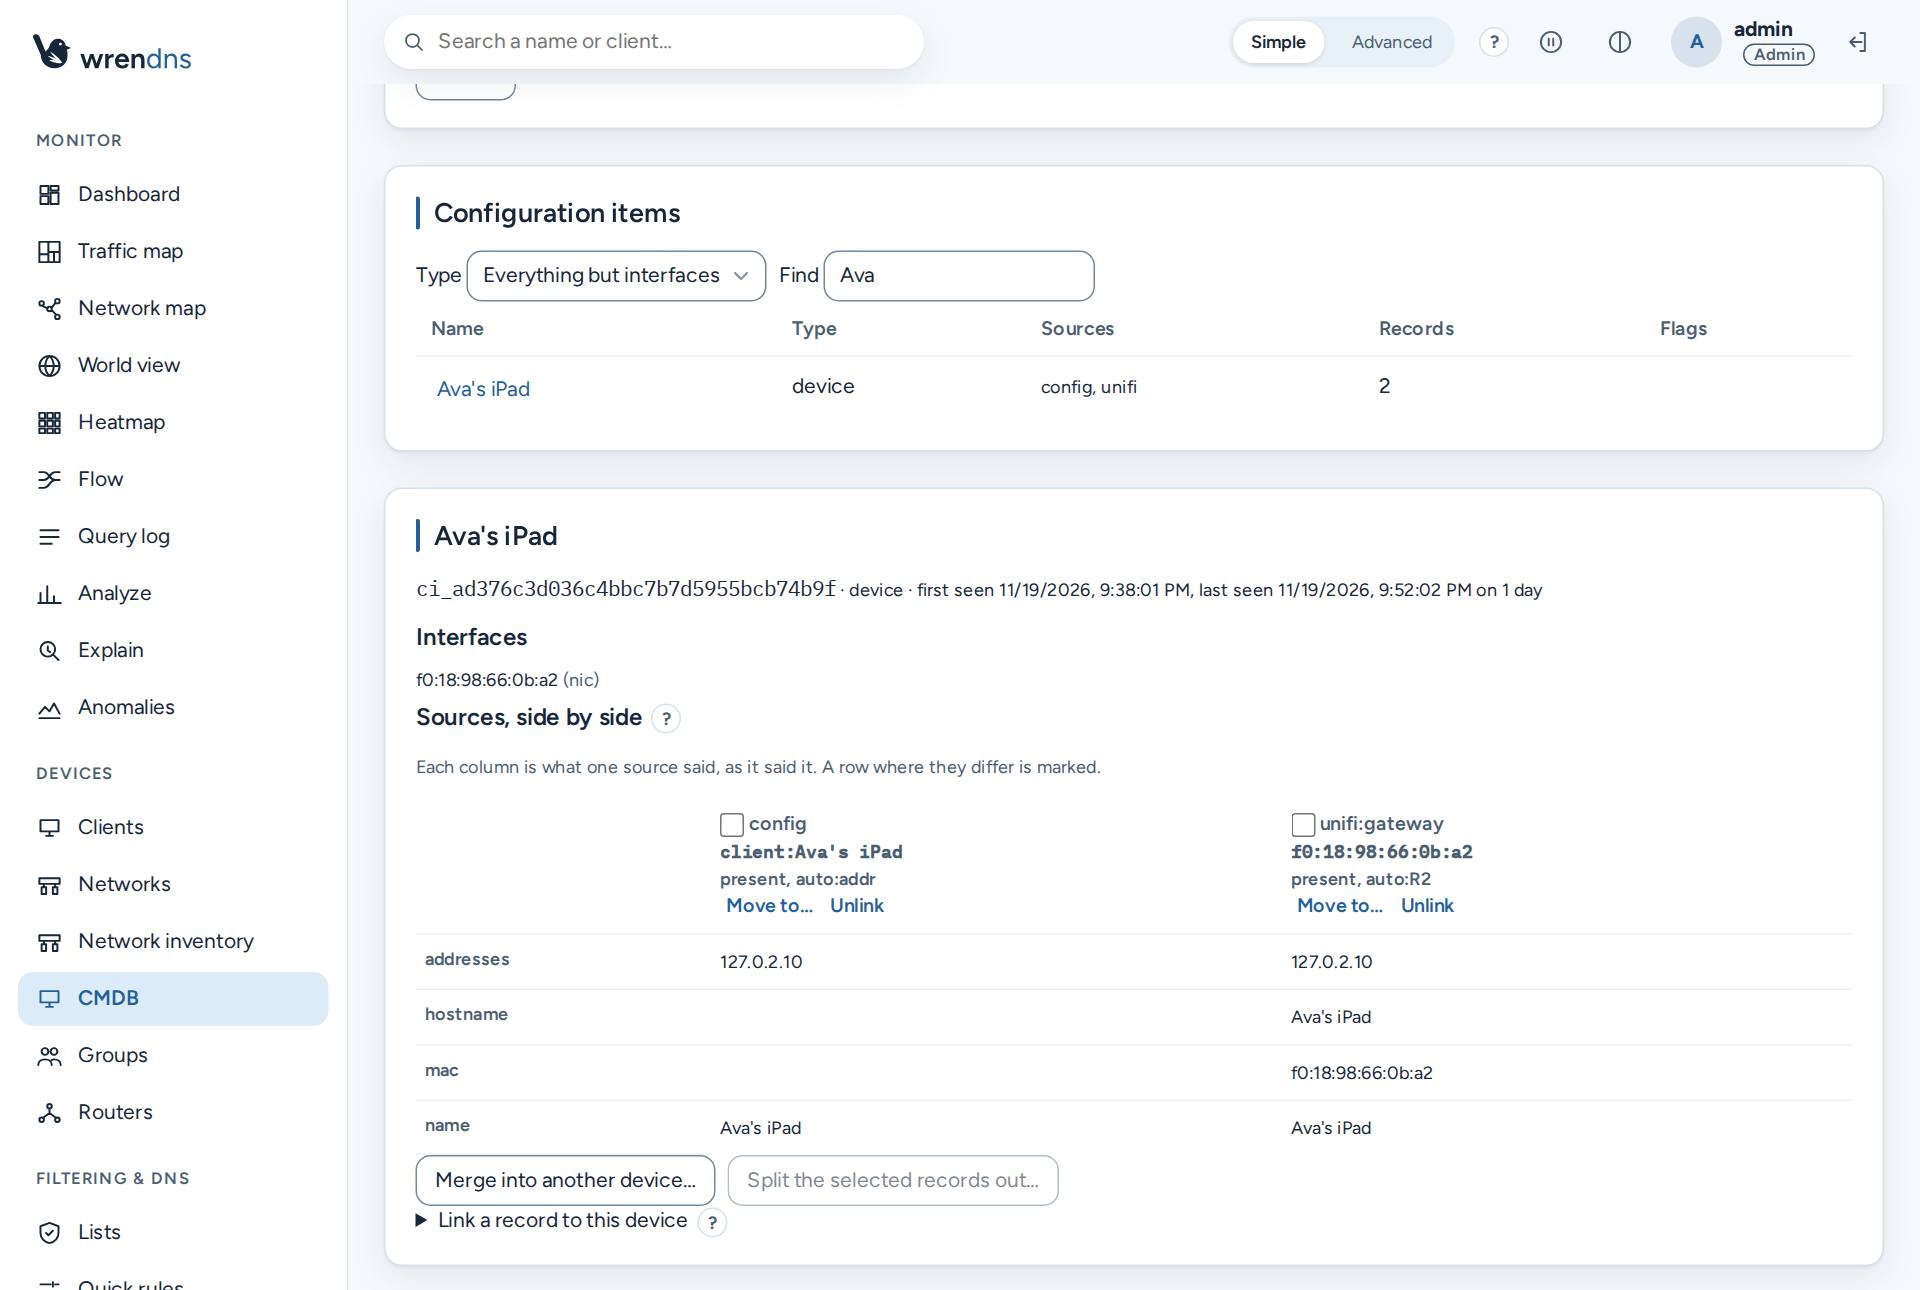 wrendns
Search a name or client...
Simple
Advanced
?
A
admin
Admin
MONITOR
Dashboard
Traffic map
Network map
World view
Heatmap
Flow
Query log
Analyze
Explain
Anomalies
DEVICES
Clients
Networks
Network inventory
CMDB
Groups
Routers
FILTERING & DNS
Lists
Quick rules
Configuration items
Type Everything but interfaces Find Ava
Name Type Sources Records Flags
Ava's iPad device config, unifi 2
Ava's iPad
ci_ad376c3d036c4bbc7b7d5955bcb74b9f · device · first seen 11/19/2026, 9:38:01 PM, last seen 11/19/2026, 9:52:02 PM on 1 day
Interfaces
f0:18:98:66:0b:a2 (nic)
Sources, side by side ?
Each column is what one source said, as it said it. A row where they differ is marked.
config unifi:gateway
client:Ava's iPad f0:18:98:66:0b:a2
present, auto:addr present, auto:R2
Move to... Unlink Move to... Unlink
addresses 127.0.2.10 127.0.2.10
hostname Ava's iPad
mac f0:18:98:66:0b:a2
name Ava's iPad Ava's iPad
Merge into another device... Split the selected records out...
Link a record to this device ?